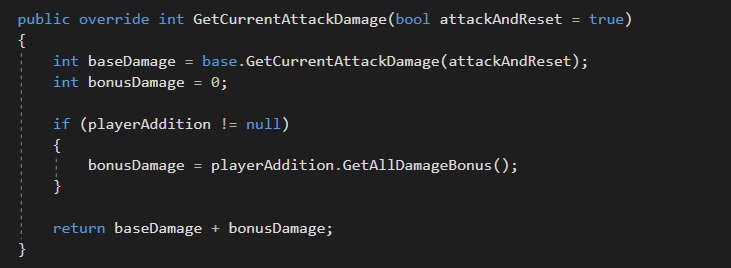 public override int GetCurrentAttackDamage(bool attackAndReset = true)
{
    int baseDamage = base.GetCurrentAttackDamage(attackAndReset);
    int bonusDamage = 0;

    if (playerAddition != null)
    {
        bonusDamage = playerAddition.GetAllDamageBonus();
    }

    return baseDamage + bonusDamage;
}